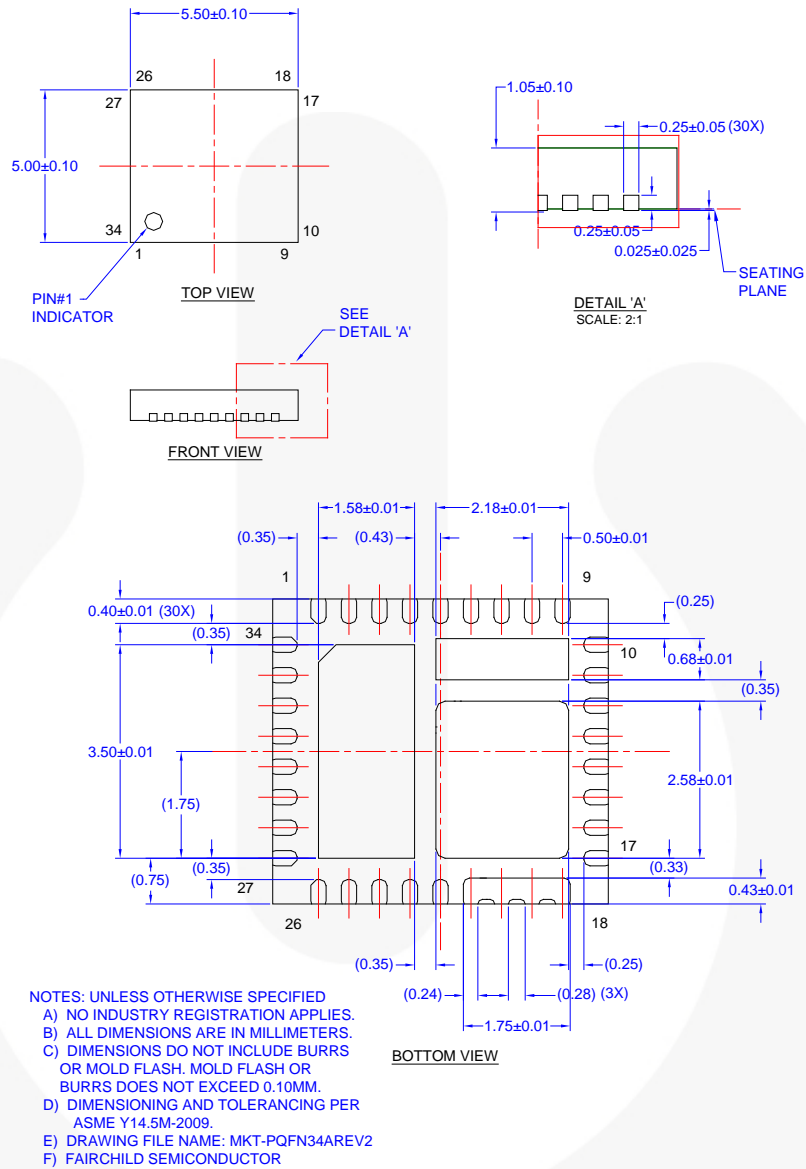 5.50±0.10
26
18
27
17
5.00±0.10
34
10
1
9
PIN#1
INDICATOR
TOP VIEW
1.05±0.10
0.25±0.05 (30X)
0.25±0.05
0.025±0.025
SEATING
PLANE
DETAIL 'A'
SCALE: 2:1
SEE
DETAIL 'A'
FRONT VIEW
1.58±0.01
2.18±0.01
(0.35)
(0.43)
0.50±0.01
1
9
0.40±0.01 (30X)
(0.25)
34
(0.35)
10
0.68±0.01
(0.35)
3.50±0.01
2.58±0.01
(1.75)
17
(0.35)
(0.33)
(0.75)
27
0.43±0.01
26
18
(0.35)
(0.25)
(0.24)
(0.28) (3X)
1.75±0.01
BOTTOM VIEW
NOTES: UNLESS OTHERWISE SPECIFIED
A) NO INDUSTRY REGISTRATION APPLIES.
B) ALL DIMENSIONS ARE IN MILLIMETERS.
C) DIMENSIONS DO NOT INCLUDE BURRS
OR MOLD FLASH. MOLD FLASH OR
BURRS DOES NOT EXCEED 0.10MM.
D) DIMENSIONING AND TOLERANCING PER
ASME Y14.5M-2009.
E) DRAWING FILE NAME: MKT-PQFN34AREV2
F) FAIRCHILD SEMICONDUCTOR